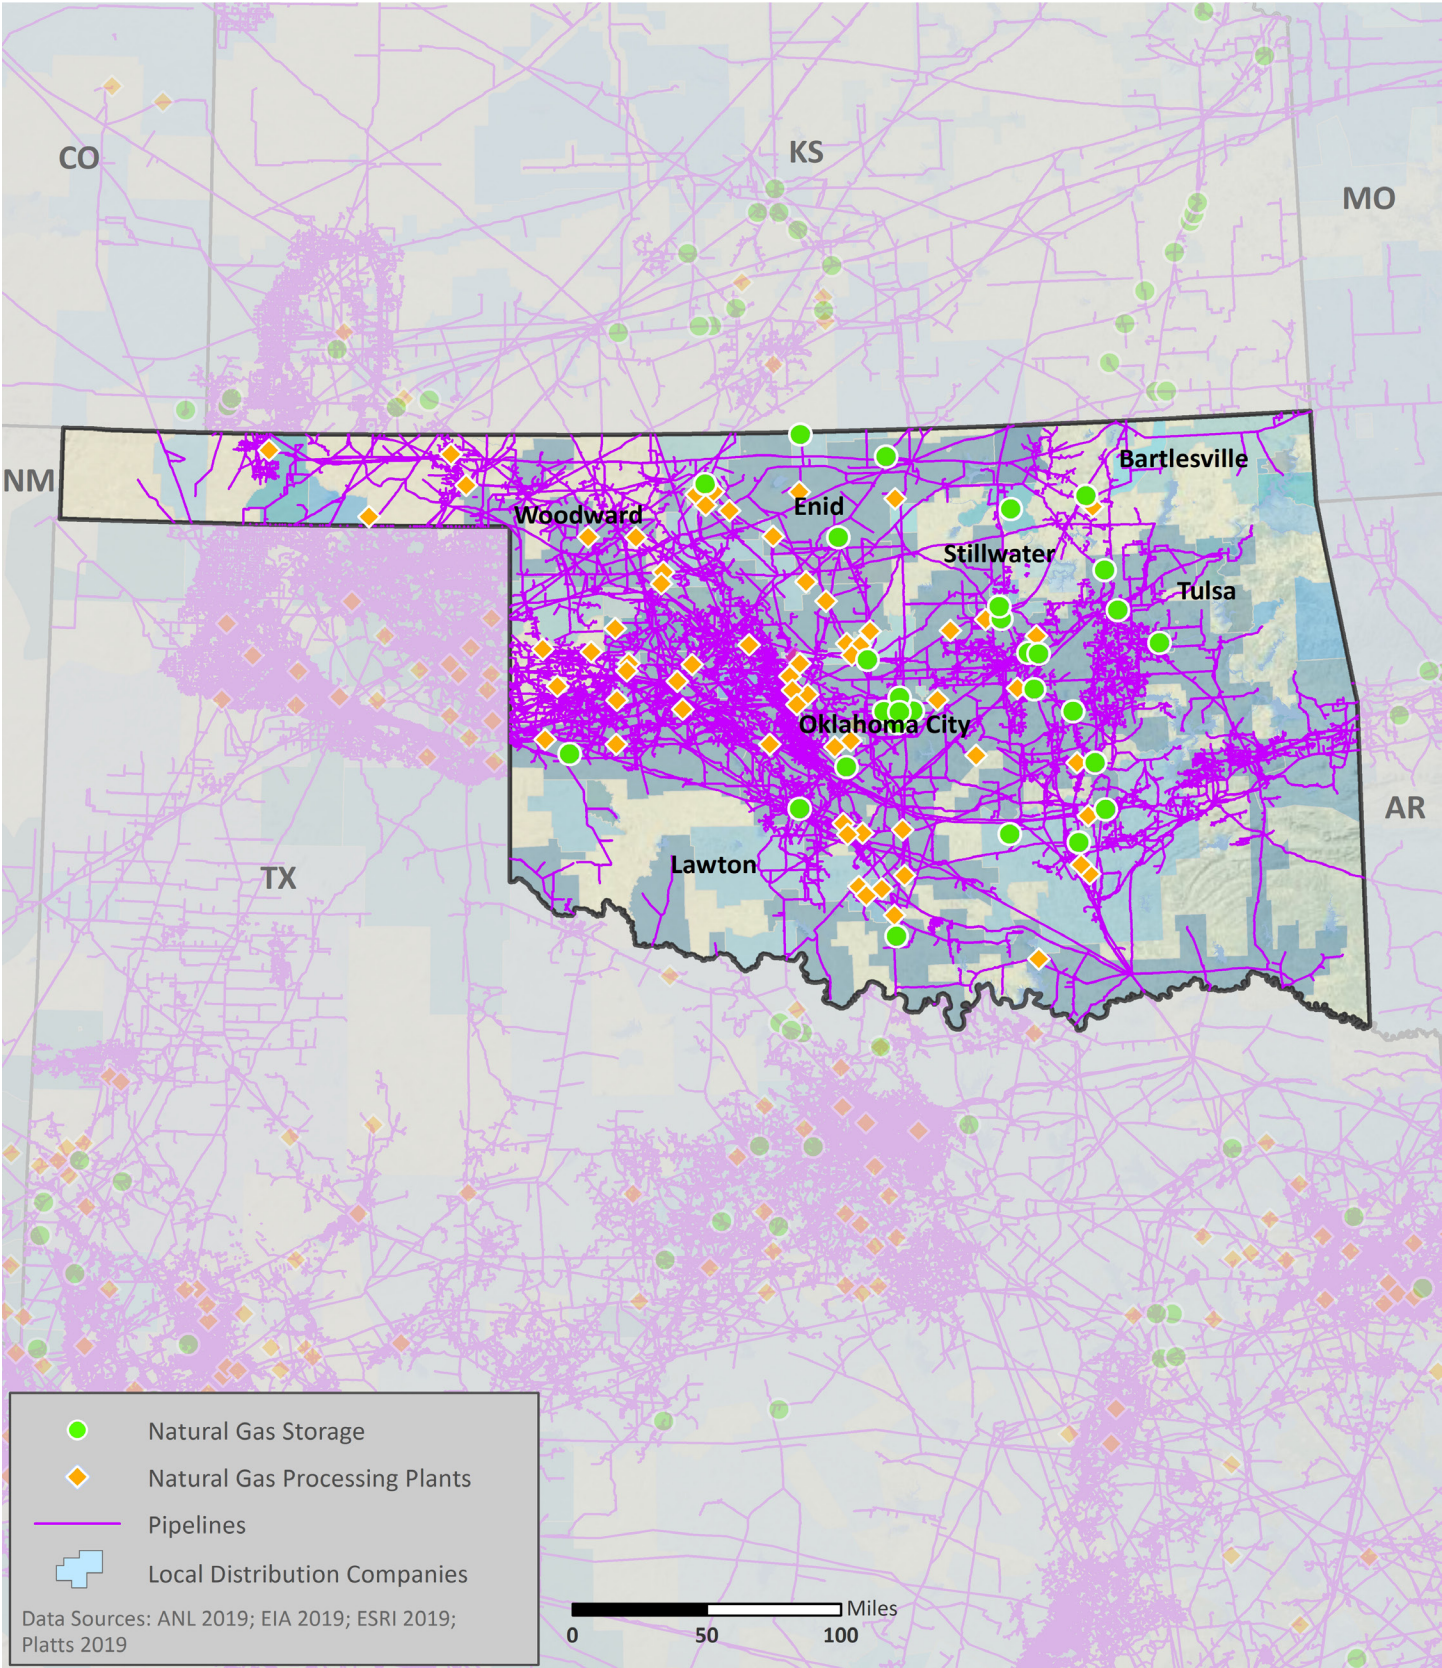 KS
CO
MO
NM
Bartlesville
Enid
Woodward
Stillwater
Tulsa
Oklahoma City
AR
Lawton
TX
Natural Gas Storage
Natural Gas Processing Plants
Pipelines
Local Distribution Companies
Data Sources: ANL 2019; EIA 2019; ESRI 2019;
Platts 2019
Miles
0 50 100